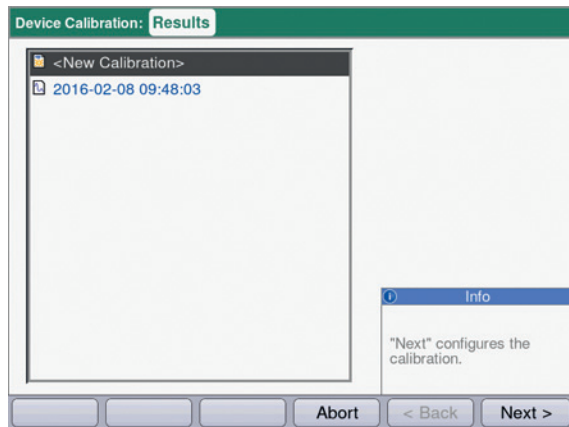 Device Calibration: Results
<New Calibration>
2016-02-08 09:48:03
Info
"Next" configures the
calibration.
Abort
< Back
Next >